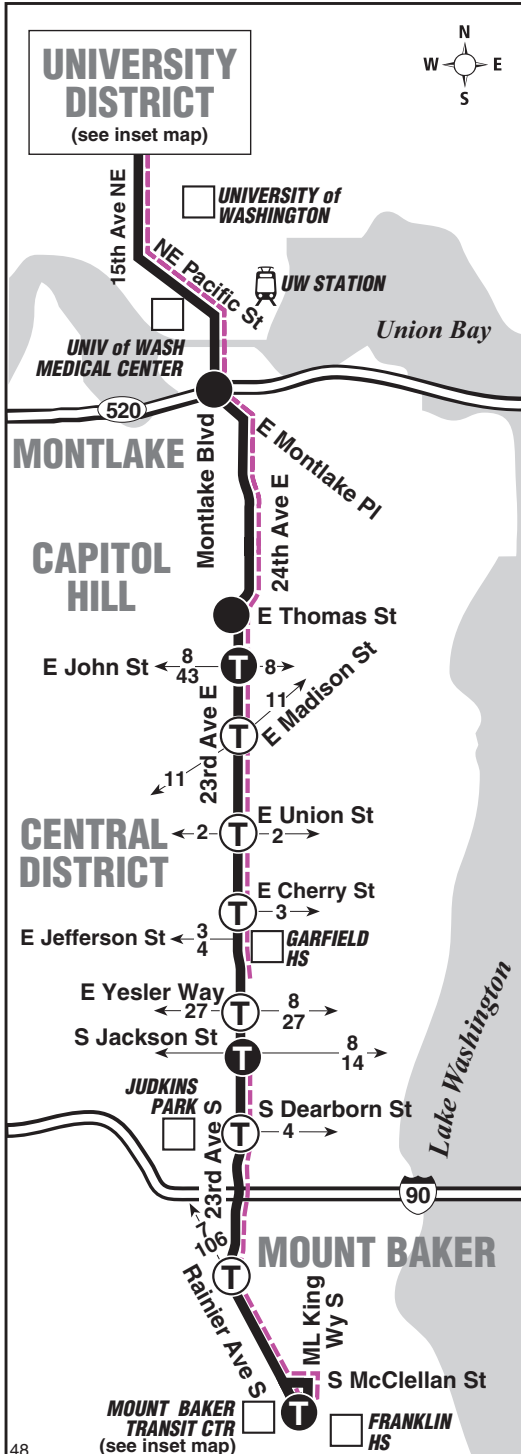 UNIVERSITY
DISTRICT
(see inset map)
N
W
E
S
15th Ave NE
UNIVERSITY of
WASHINGTON
NE Pacific St
UW STATION
UNIV of WASH
MEDICAL CENTER
Union Bay
520
MONTLAKE
Montlake Blvd
E Montlake Pl
24th Ave E
CAPITOL
HILL
E Thomas St
E John St
8
43
T
8
E Madison St
11
23rd Ave E
T
11
CENTRAL
DISTRICT
E Union St
2
T
2
E Cherry St
T
3
E Jefferson St
3
4
GARFIELD
HS
E Yesler Way
27
T
8
27
S Jackson St
T
8
14
Lake Washington
JUDKINS
PARK
23rd Ave S
S Dearborn St
T
4
90
7
106
MOUNT BAKER
T
Rainier Ave S
ML King
Wy S
S McClellan St
MOUNT BAKER
TRANSIT CTR
(see inset map)
T
FRANKLIN
HS
48